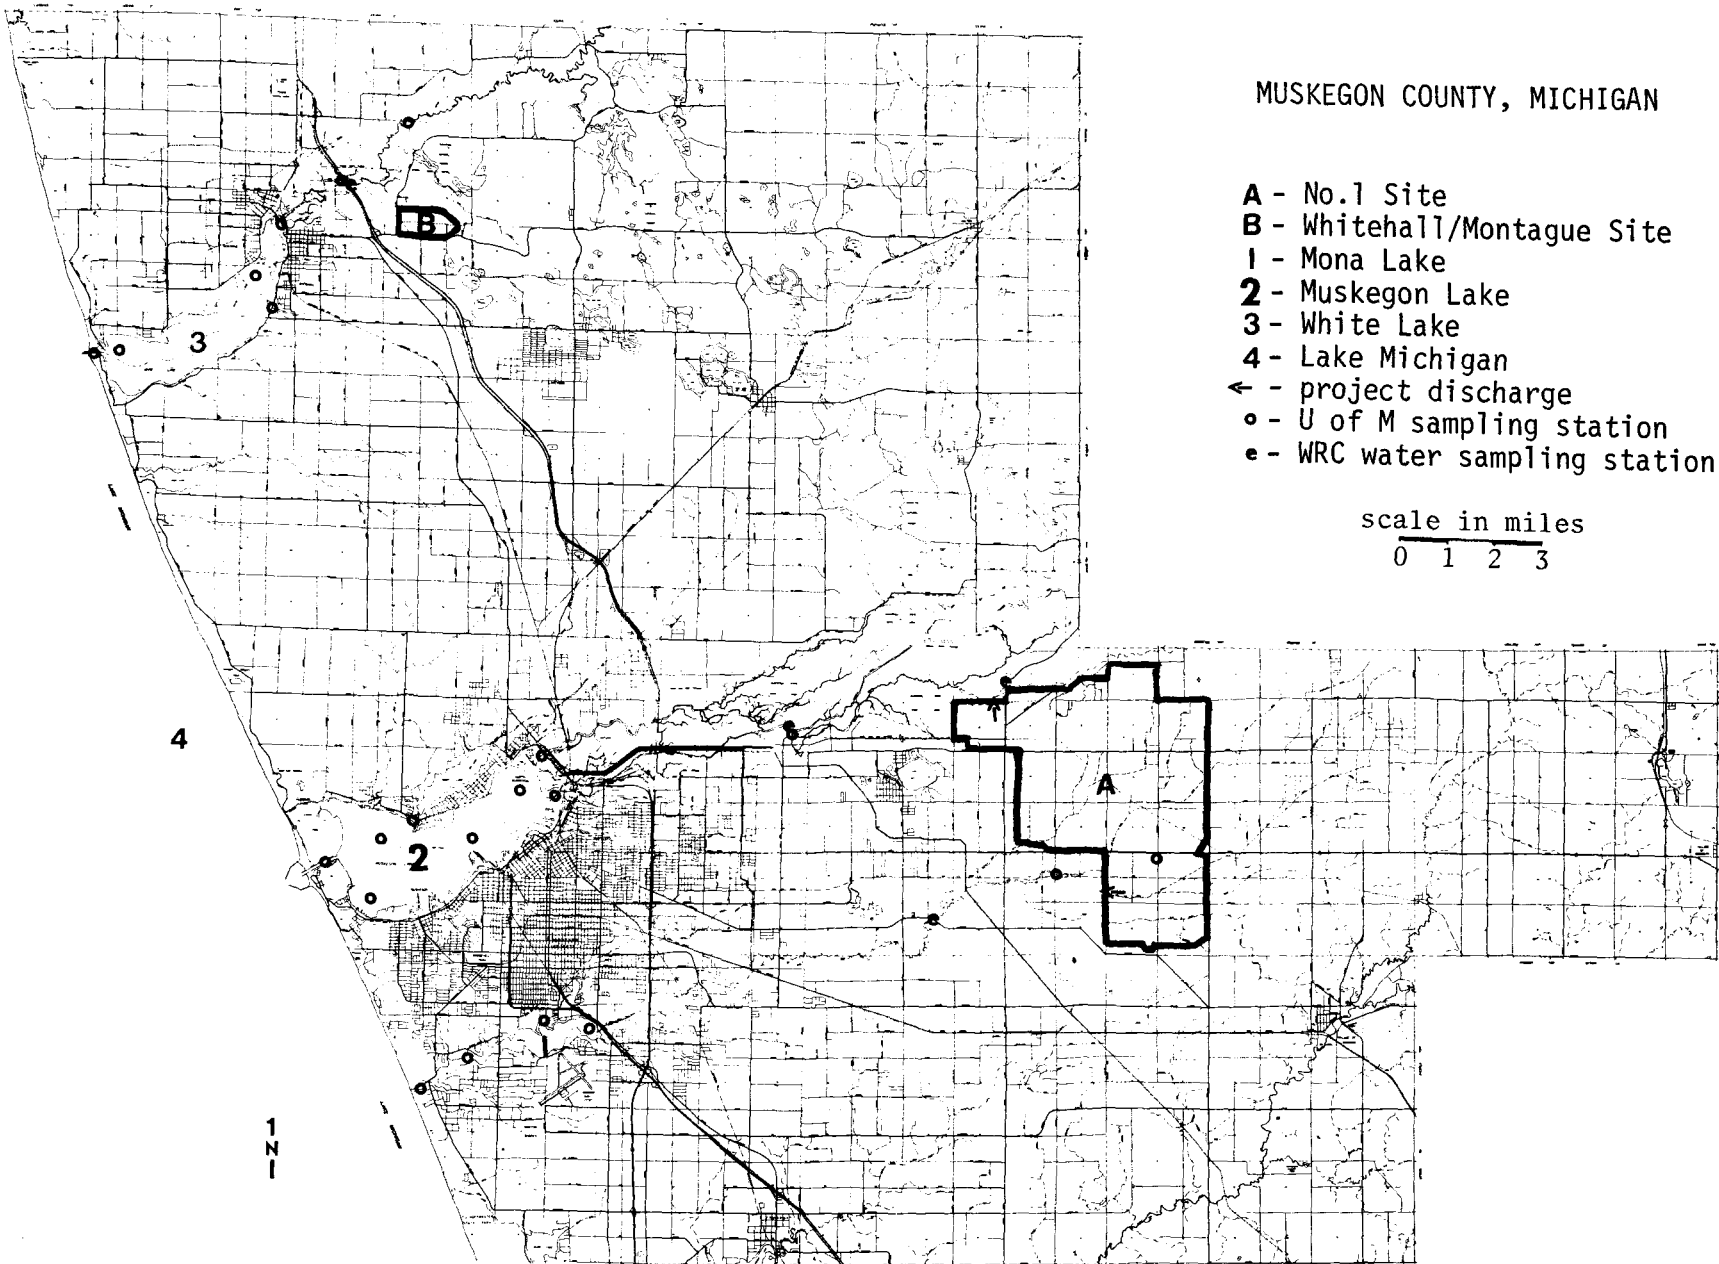 MUSKEGON COUNTY, MICHIGAN
A - No.1 Site
B - Whitehall/Montague Site
1 - Mona Lake
2 - Muskegon Lake
3 - White Lake
4 - Lake Michigan
← - project discharge
o - U of M sampling station
e - WRC water sampling station
scale in miles
0 1 2 3
B
3
4
A
2
1
N